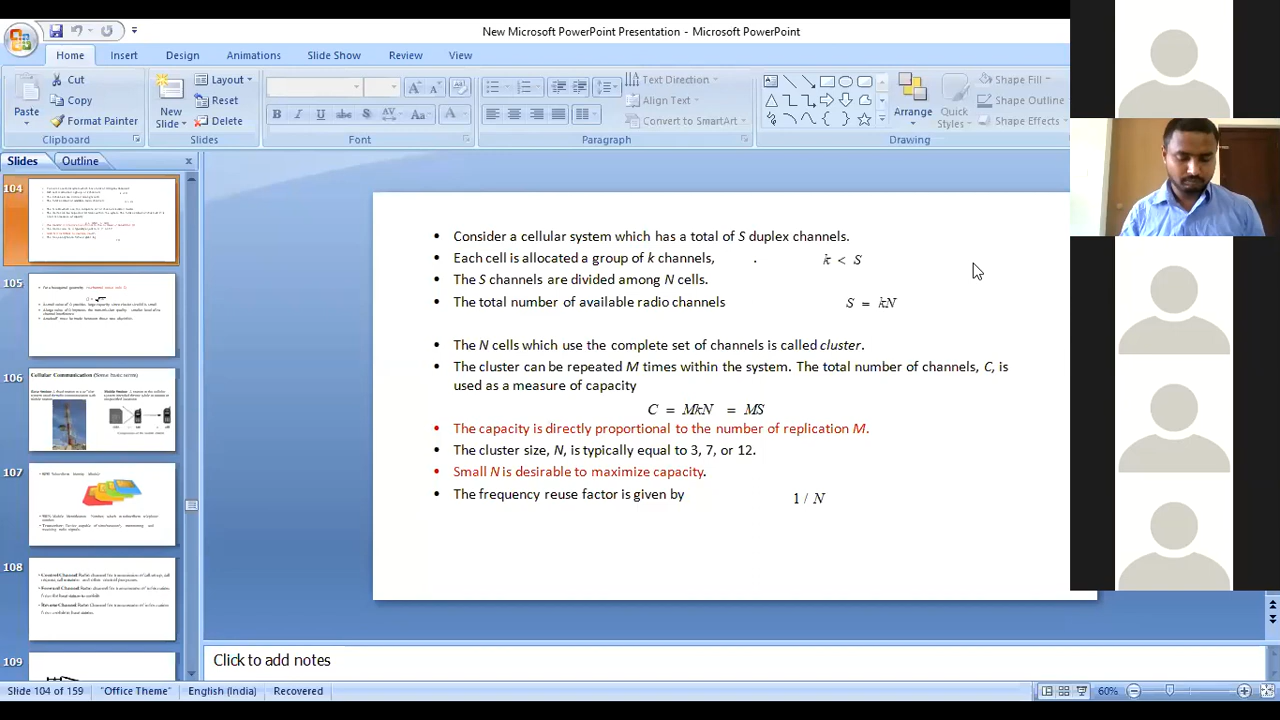 New Microsoft PowerPoint Presentation - Microsoft PowerPoint
Home Insert Design Animations Slide Show Review View
Cut
Copy
Format Painter
Paste
Clipboard
New
Slide
Layout
Reset
Delete
Slides
B I U abc S AV Aa A
Font
Text Direction
Align Text
Convert to SmartArt
Paragraph
Arrange
Quick
Styles
Shape Fill
Shape Outline
Shape Effects
Drawing
Slides Outline
104
105
106
Cellular Communication
107
108
109
• Consider a cellular system which has a total of S duplex channels.
• Each cell is allocated a group of k channels, . k < S
• The S channels are divided among N cells.
• The total number of available radio channels S = kN
• The N cells which use the complete set of channels is called cluster.
• The cluster can be repeated M times within the system. The total number of channels, C, is
used as a measure of capacity
C = MkN = MS
• The capacity is directly proportional to the number of replication M.
• The cluster size, N, is typically equal to 3, 7, or 12.
• Small N is desirable to maximize capacity.
• The frequency reuse factor is given by 1 / N
Click to add notes
Slide 104 of 159 "Office Theme" English (India) Recovered 60%